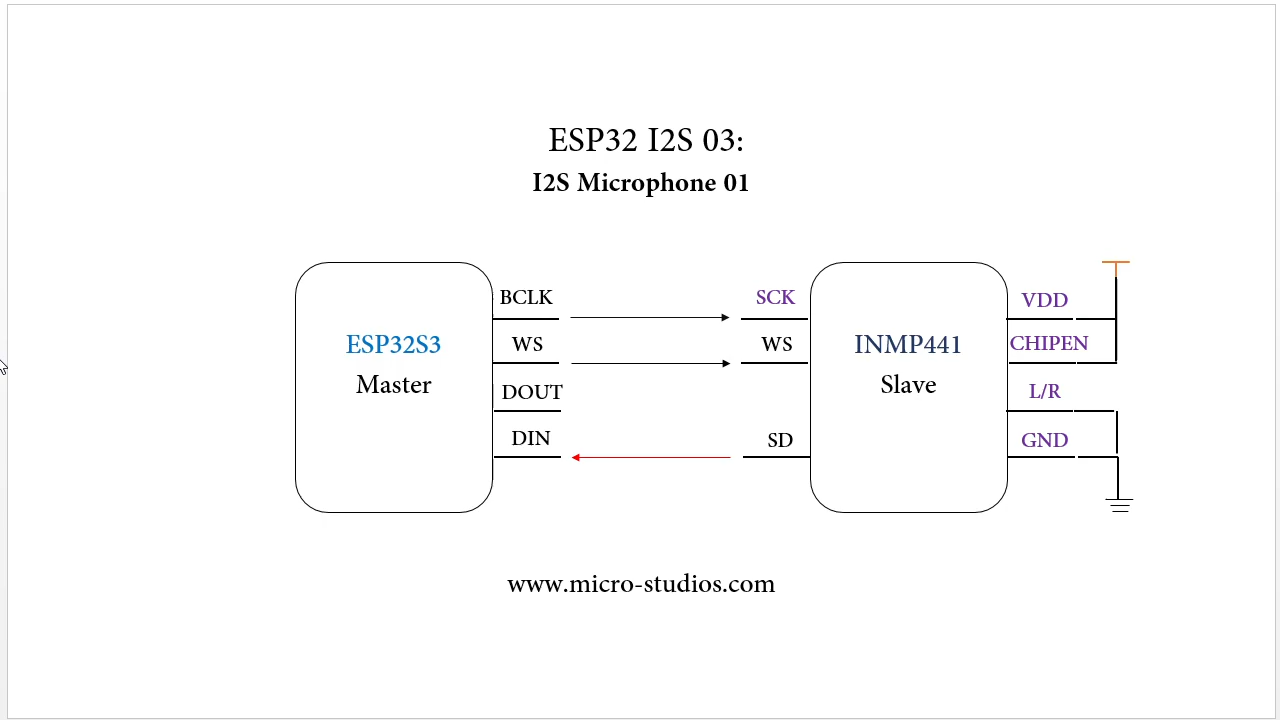 ESP32 I2S 03:
I2S Microphone 01
BCLK
SCK
VDD
ESP32S3
WS
WS
INMP441
CHIPEN
Master
DOUT
Slave
L/R
DIN
SD
GND
www.micro-studios.com